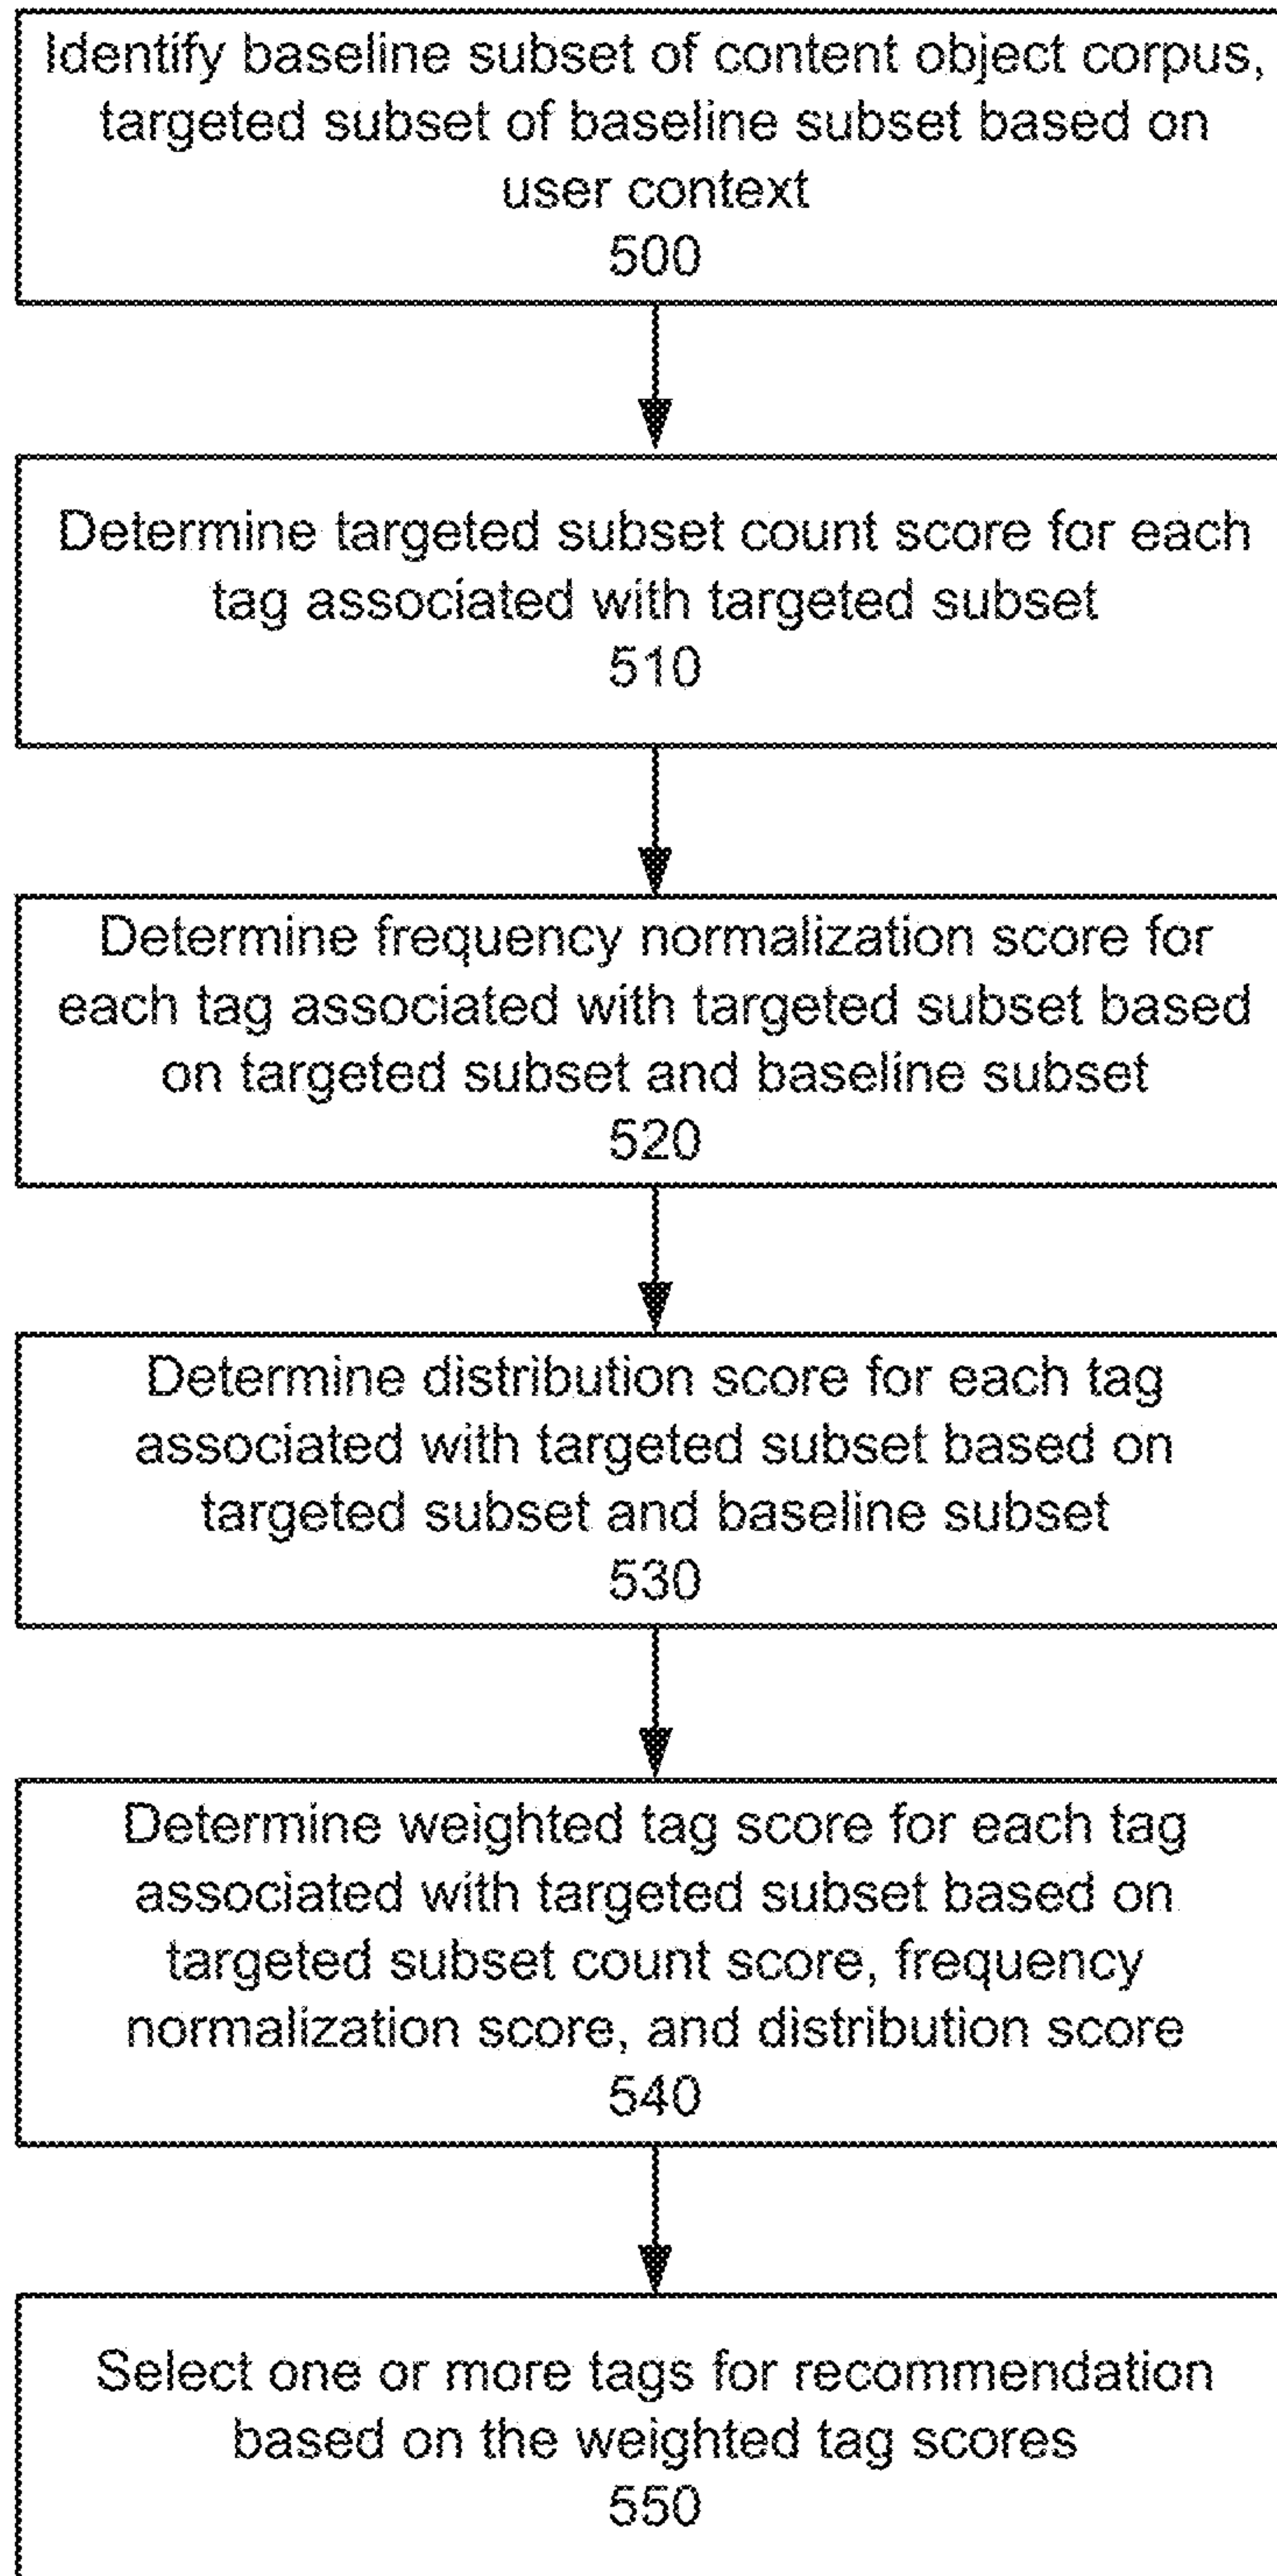 Identify baseline subset of content object corpus,
targeted subset of baseline subset based on
user context
500
Determine targeted subset count score for each
tag associated with targeted subset
510
Determine frequency normalization score for
each tag associated with targeted subset based
on targeted subset and baseline subset
520
Determine distribution score for each tag
associated with targeted subset based on
targeted subset and baseline subset
530
Determine weighted tag score for each tag
associated with targeted subset based on
targeted subset count score, frequency
normalization score, and distribution score
540
Select one or more tags for recommendation
based on the weighted tag scores
550